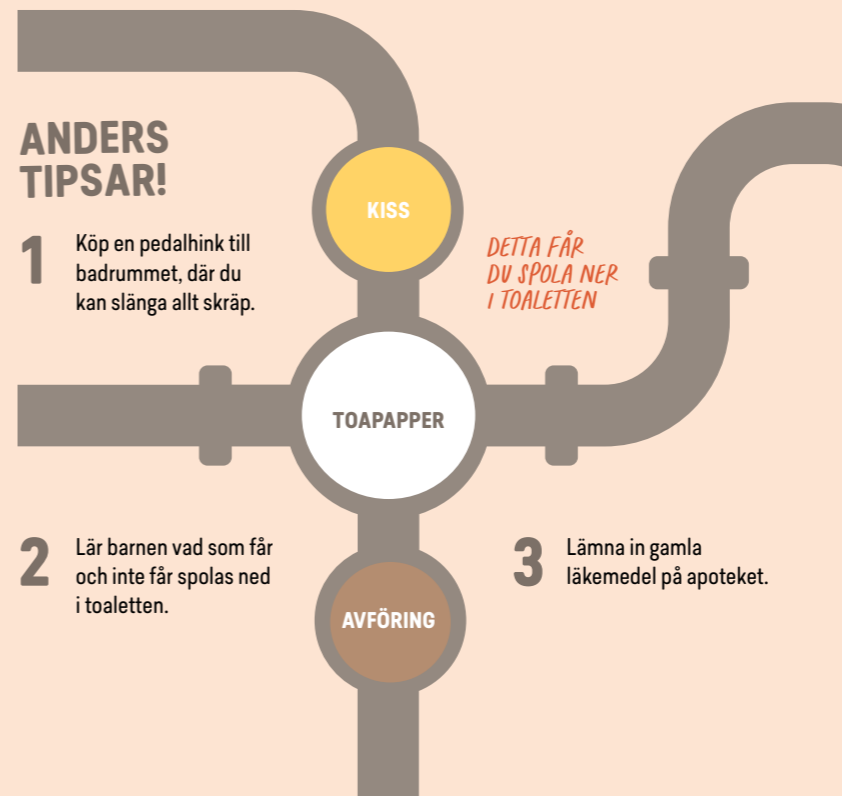 ANDERS
TIPSAR!
1
Köp en pedalhink till
badrummet, där du
kan slänga allt skräp.
KISS
DETTA FÅR
DU SPOLA NER
I TOALETTEN
TOAPAPPER
2
Lär barnen vad som får
och inte får spolas ned
i toaletten.
AVFÖRING
3
Lämna in gamla
läkemedel på apoteket.